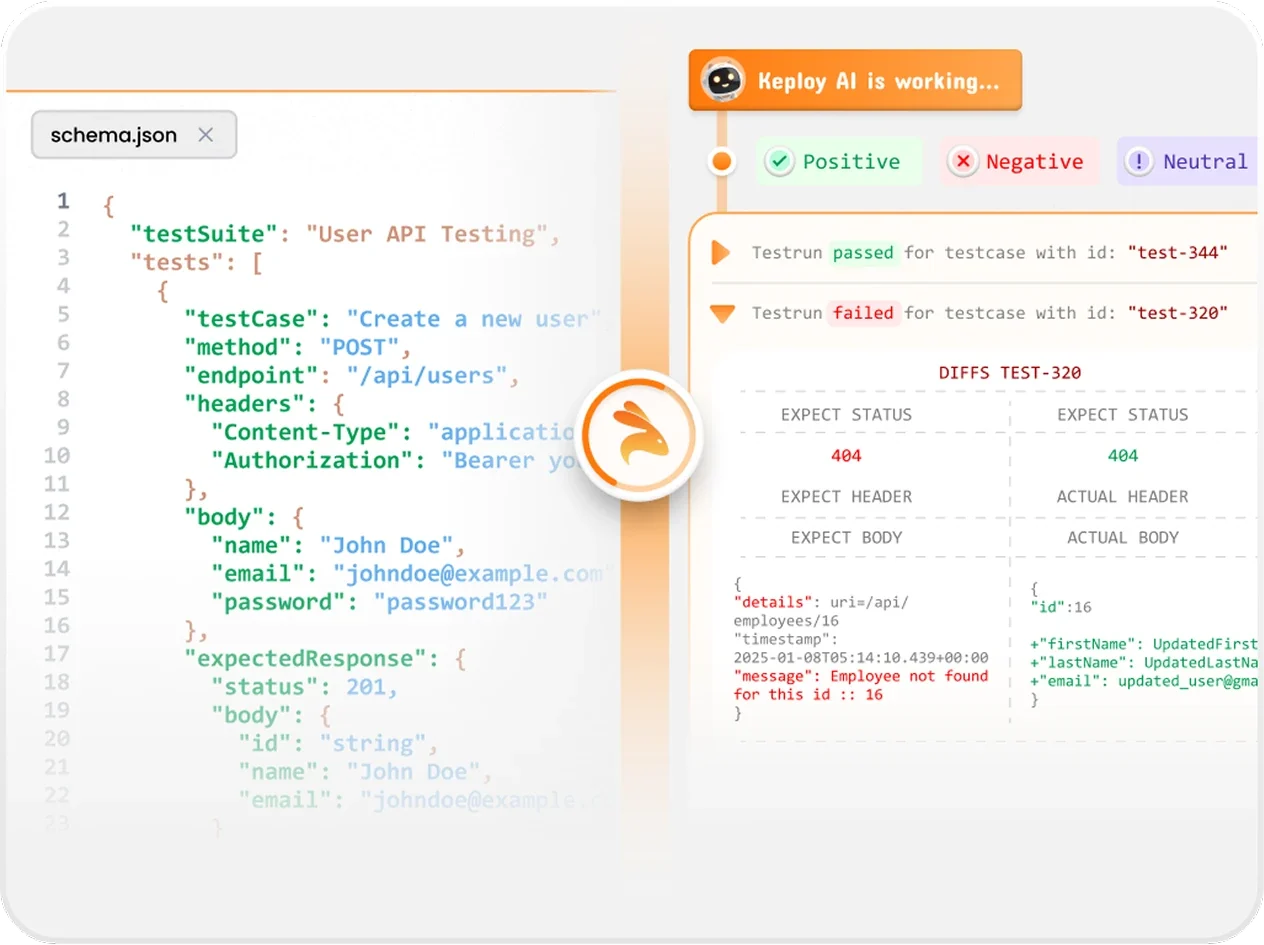 schema.json
1 {
2 "testSuite": "User API Testing",
3 "tests": [
4 {
5 "testCase": "Create a new user"
6 "method": "POST",
7 "endpoint": "/api/users",
8 "headers": {
9 "Content-Type": "applicatio
10 "Authorization": "Bearer yo
11 },
12 "body": {
13 "name": "John Doe",
14 "email": "johndoe@example.com"
15 "password": "password123"
16 },
17 "expectedResponse": {
18 "status": 201,
19 "body": {
20 "id": "string",
21 "name": "John Doe",
22 "email": "johndoe@example.c
23 }
Keploy AI is working...
Positive
Negative
! Neutral
Testrun passed for testcase with id: "test-344"
Testrun failed for testcase with id: "test-320"
DIFFS TEST-320
EXPECT STATUS
EXPECT STATUS
404
404
EXPECT HEADER
ACTUAL HEADER
EXPECT BODY
ACTUAL BODY
{
"details": uri=/api/
employees/16
"timestamp":
2025-01-08T05:14:10.439+00:00
"message": Employee not found
for this id :: 16
}
{
"id":16
+"firstName": UpdatedFirst
+"lastName": UpdatedLastNa
+"email": updated_user@gma
}